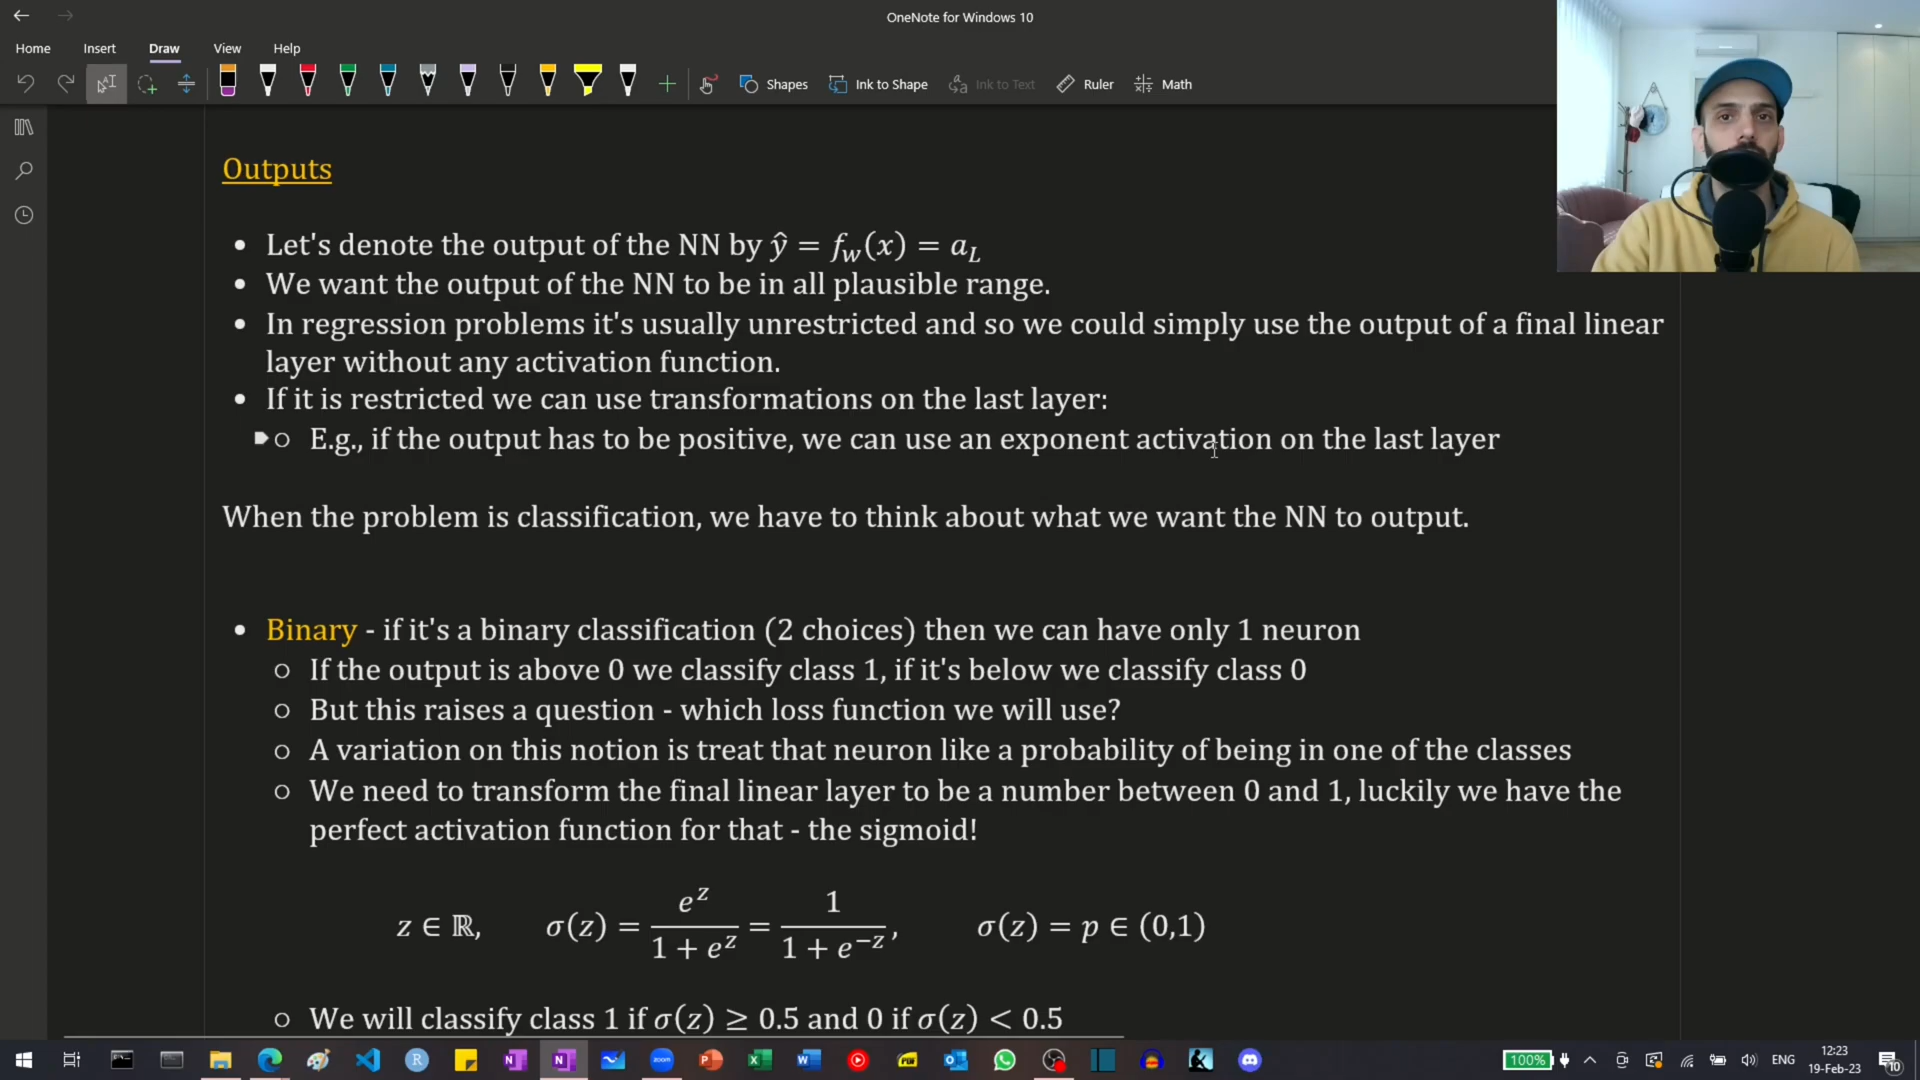 OneNote for Windows 10
Home Insert Draw View Help
Shapes Ink to Shape Ink to Text Ruler Math
Outputs
• Let's denote the output of the NN by ŷ = f_w(x) = a_L
• We want the output of the NN to be in all plausible range.
• In regression problems it's usually unrestricted and so we could simply use the output of a final linear
layer without any activation function.
• If it is restricted we can use transformations on the last layer:
○ E.g., if the output has to be positive, we can use an exponent activation on the last layer
When the problem is classification, we have to think about what we want the NN to output.
• Binary - if it's a binary classification (2 choices) then we can have only 1 neuron
○ If the output is above 0 we classify class 1, if it's below we classify class 0
○ But this raises a question - which loss function we will use?
○ A variation on this notion is treat that neuron like a probability of being in one of the classes
○ We need to transform the final linear layer to be a number between 0 and 1, luckily we have the
perfect activation function for that - the sigmoid!
z ∈ ℝ, σ(z) = e^z / (1 + e^z) = 1 / (1 + e^−z), σ(z) = p ∈ (0,1)
○ We will classify class 1 if σ(z) ≥ 0.5 and 0 if σ(z) < 0.5
100% ENG 12:23
19-Feb-23 10